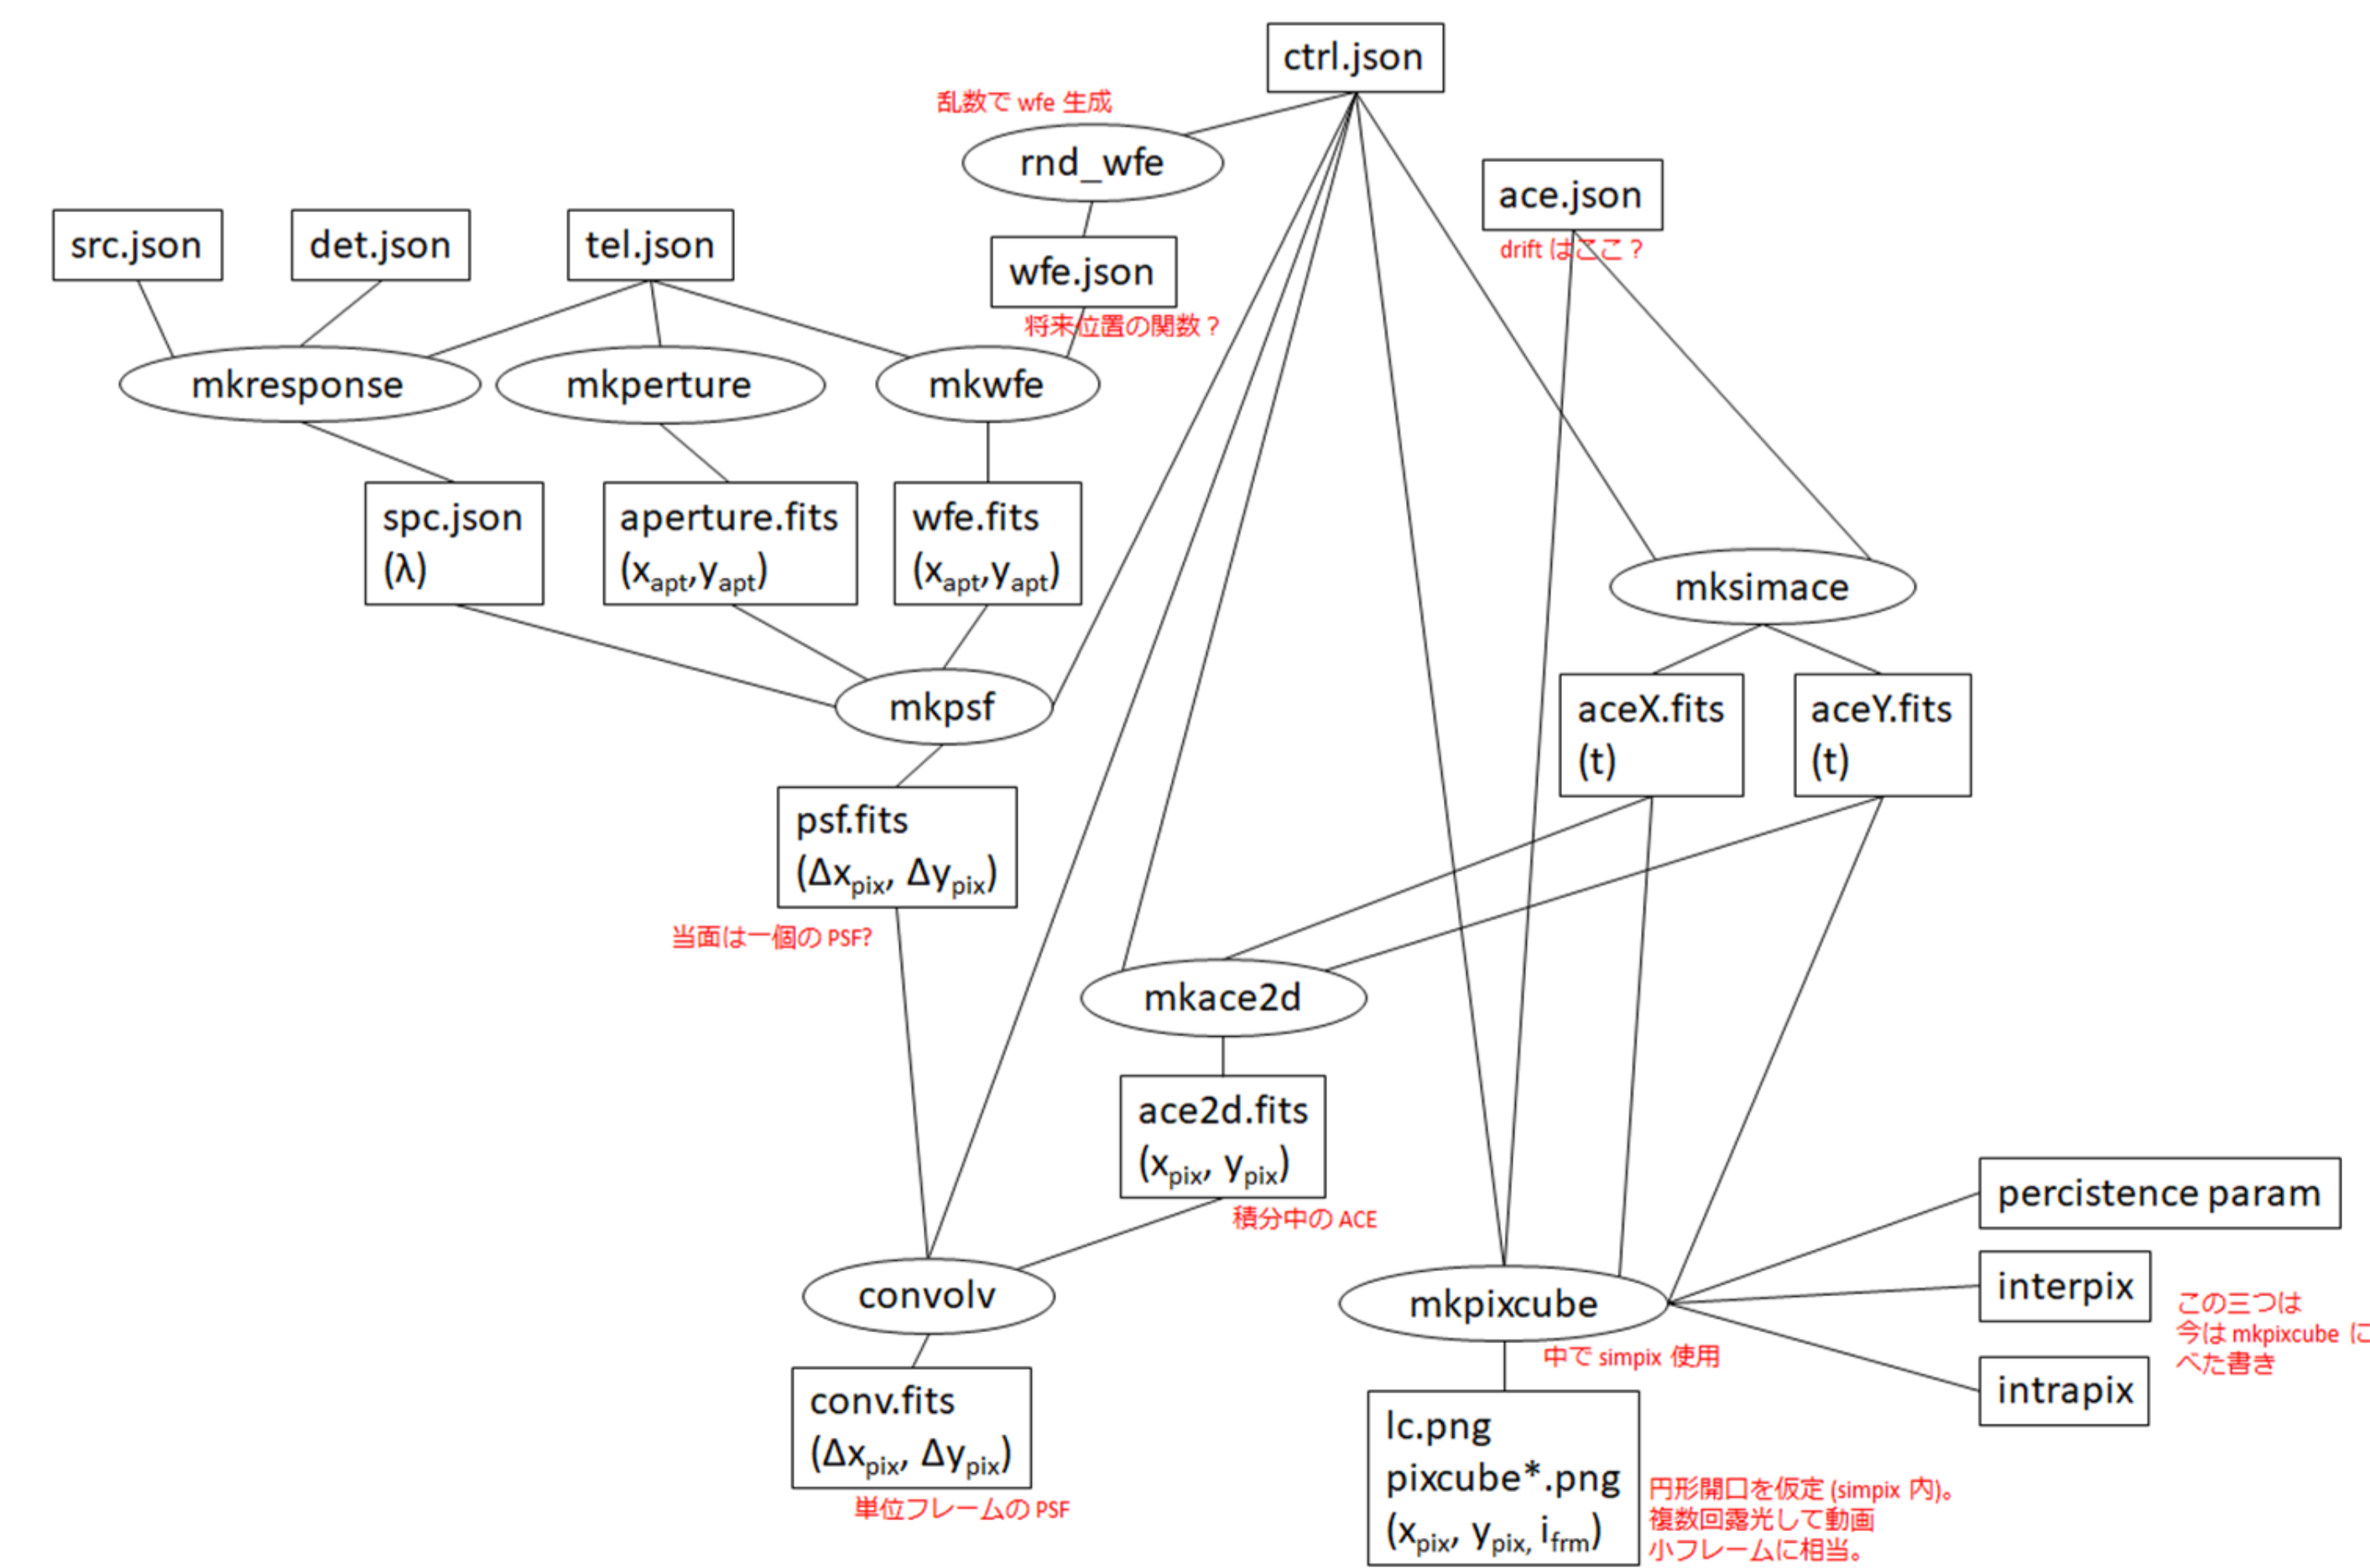 ctrl.json
乱数で wfe 生成
rnd_wfe
ace.json
drift はここ？
src.json
det.json
tel.json
wfe.json
将来位置の関数？
mkresponse
mkperture
mkwfe
spc.json
(λ)
aperture.fits
(xapt,yapt)
wfe.fits
(xapt,yapt)
mksimace
mkpsf
aceX.fits
(t)
aceY.fits
(t)
psf.fits
(Δxpix, Δypix)
当面は一個の PSF?
mkace2d
ace2d.fits
(xpix, ypix)
積分中の ACE
percistence param
interpix
intrapix
この三つは
今は mkpixcube に
べた書き
convolv
mkpixcube
中で simpix 使用
conv.fits
(Δxpix, Δypix)
単位フレームの PSF
lc.png
pixcube*.png
(xpix, ypix, ifrm)
円形開口を仮定 (simpix 内)。
複数回露光して動画
小フレームに相当。